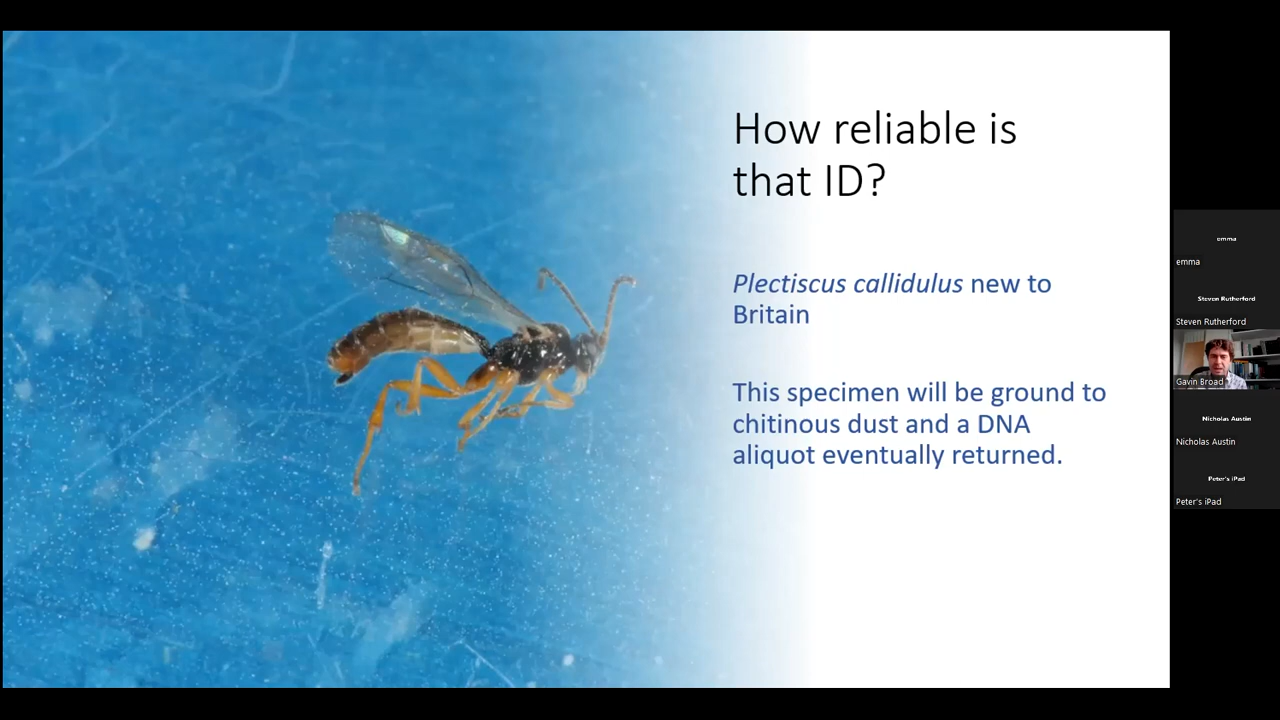 How reliable is
that ID?
Plectiscus callidulus new to
Britain
This specimen will be ground to
chitinous dust and a DNA
aliquot eventually returned.
emma
emma
Steven Rutherford
Steven Rutherford
Gavin Broad
Nicholas Austin
Nicholas Austin
Peter's iPad
Peter's iPad